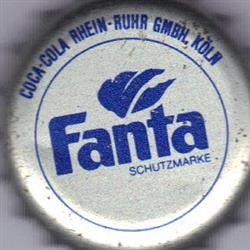 COCA-COLA RHEIN-RUHR GMBH, KÖLN
Fanta
SCHUTZMARKE